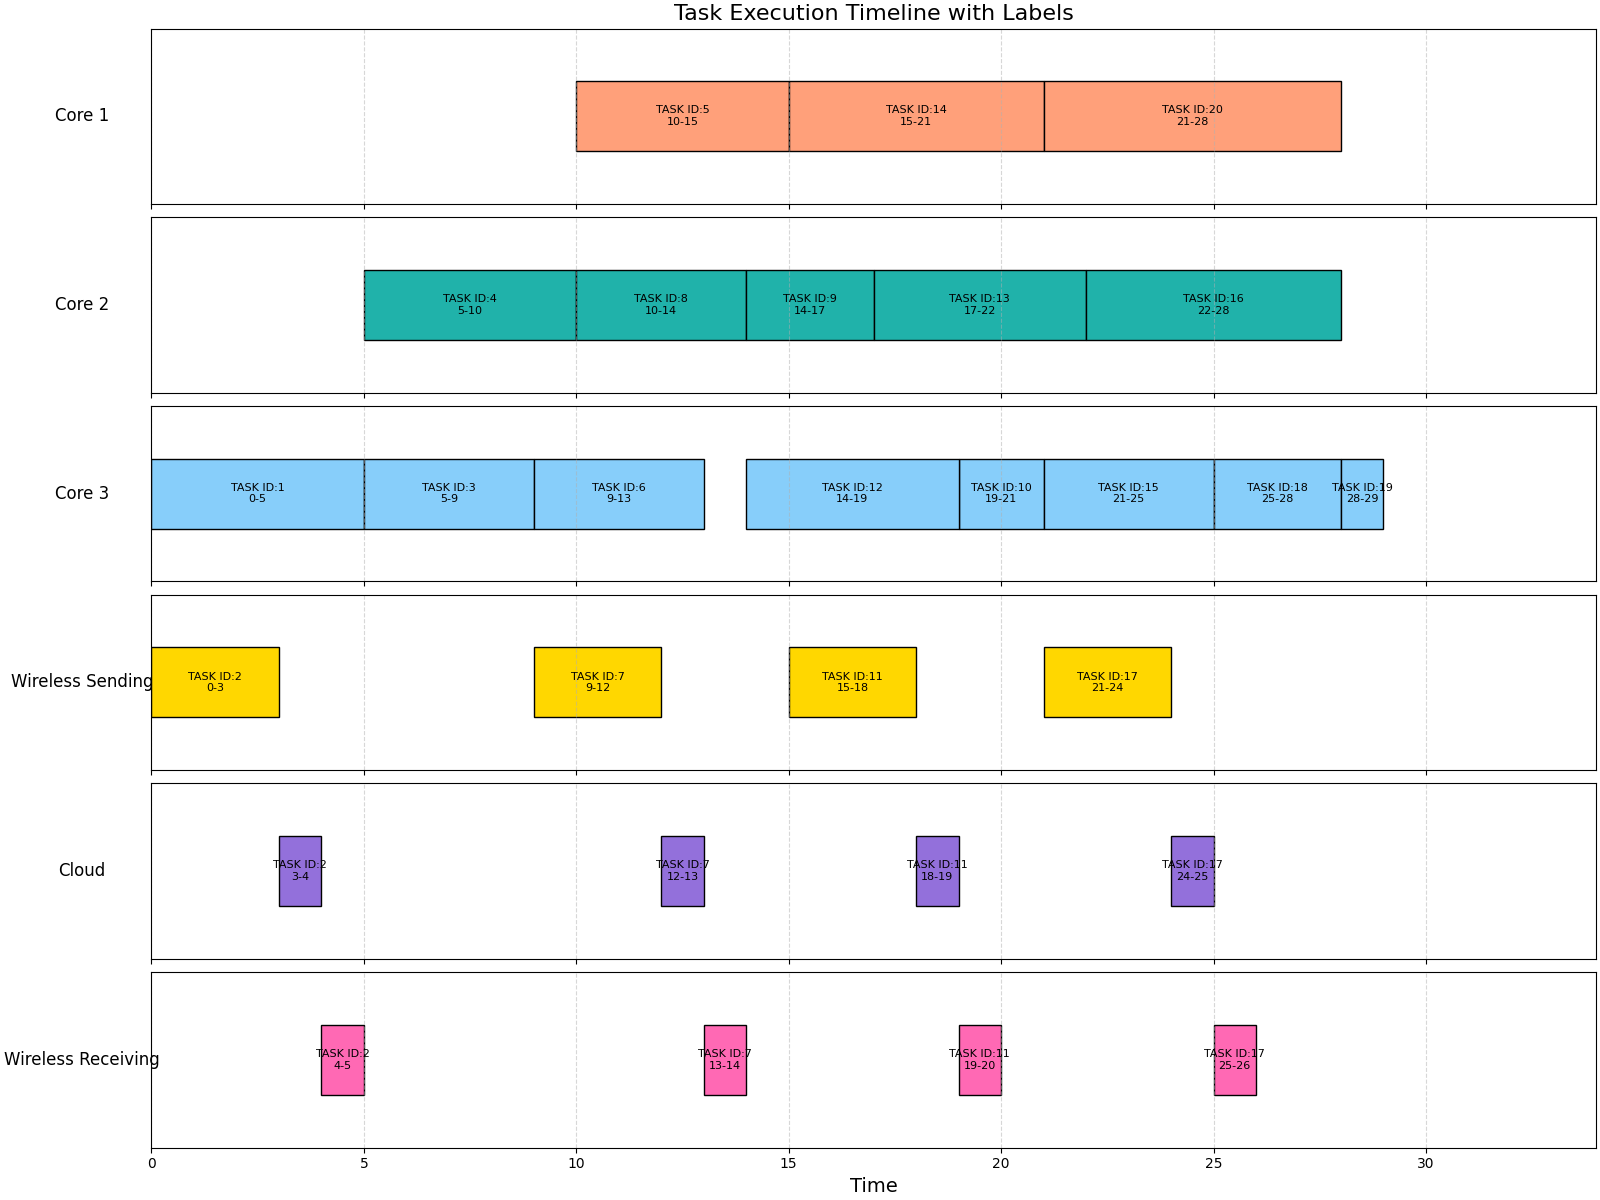 Task Execution Timeline with Labels
Core 1
TASK ID:5
10-15
TASK ID:14
15-21
TASK ID:20
21-28
Core 2
TASK ID:4
5-10
TASK ID:8
10-14
TASK ID:9
14-17
TASK ID:13
17-22
TASK ID:16
22-28
Core 3
TASK ID:1
0-5
TASK ID:3
5-9
TASK ID:6
9-13
TASK ID:12
14-19
TASK ID:10
19-21
TASK ID:15
21-25
TASK ID:18
25-28
TASK ID:19
28-29
Wireless Sending
TASK ID:2
0-3
TASK ID:7
9-12
TASK ID:11
15-18
TASK ID:17
21-24
Cloud
TASK ID:2
3-4
TASK ID:7
12-13
TASK ID:11
18-19
TASK ID:17
24-25
Wireless Receiving
TASK ID:2
4-5
TASK ID:7
13-14
TASK ID:11
19-20
TASK ID:17
25-26
0 5 10 15 20 25 30
Time